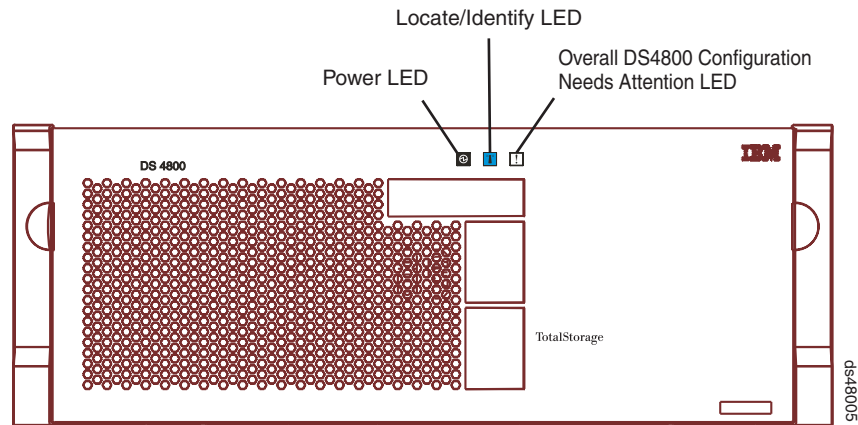 Locate/Identify LED
Overall DS4800 Configuration
Needs Attention LED
Power LED
DS 4800
IBM
TotalStorage
ds48005